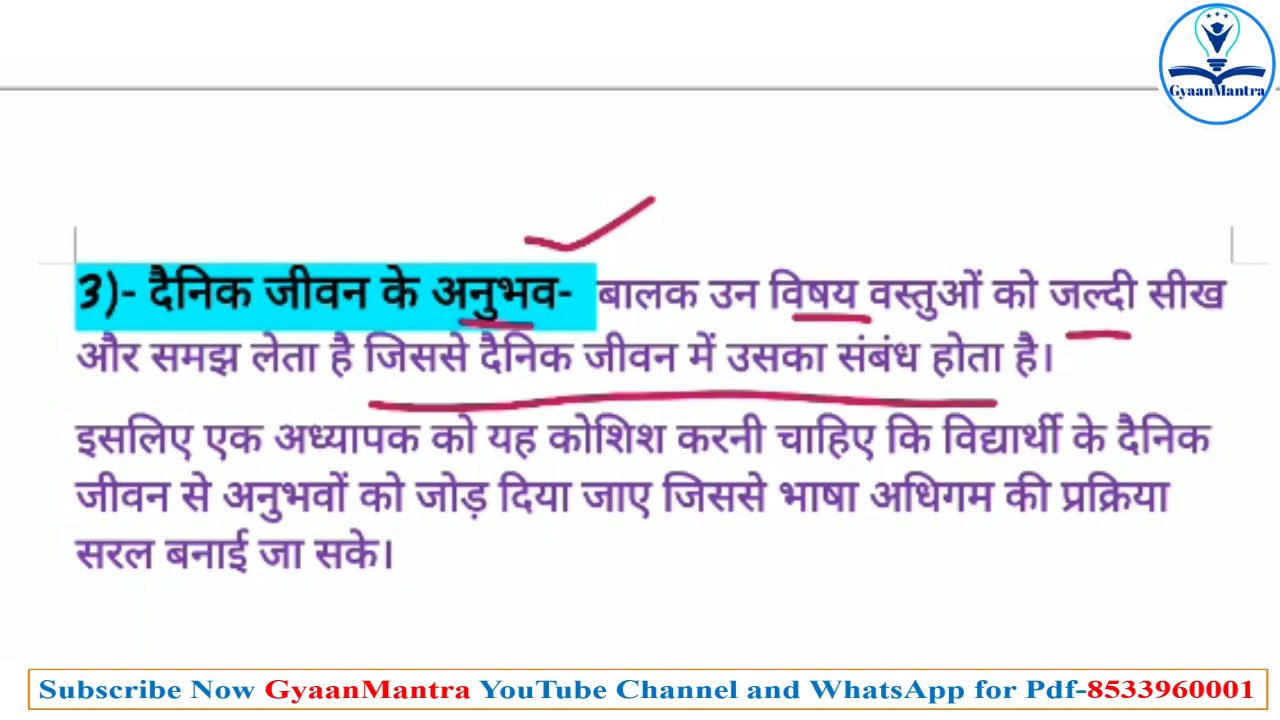 GyaanMantra
3)- दैनिक जीवन के अनुभव- बालक उन विषय वस्तुओं को जल्दी सीख
और समझ लेता है जिससे दैनिक जीवन में उसका संबंध होता है।
इसलिए एक अध्यापक को यह कोशिश करनी चाहिए कि विद्यार्थी के दैनिक
जीवन से अनुभवों को जोड़ दिया जाए जिससे भाषा अधिगम की प्रक्रिया
सरल बनाई जा सके।
Subscribe Now GyaanMantra YouTube Channel and WhatsApp for Pdf-8533960001